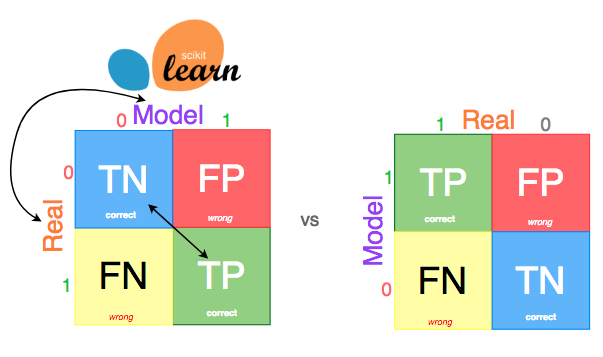 scikit
learn
0 Model 1
0 TN FP
correct wrong
Real
1 FN TP
wrong correct
vs
1 Real 0
1 TP FP
correct wrong
Model
0 FN TN
wrong correct